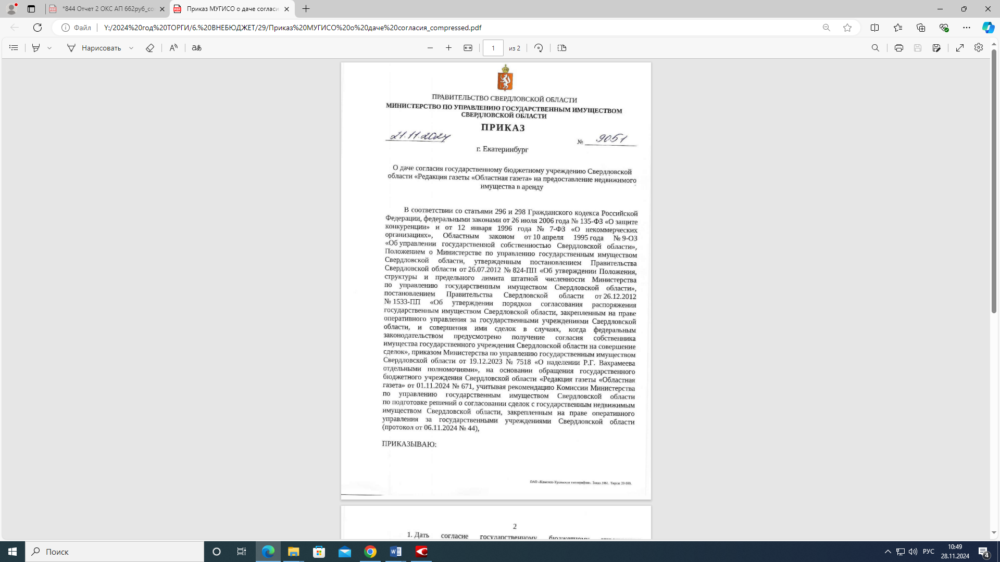 *844 Отчет 2 ОКС АП 662руб_со
Приказ МУГИСО о даче согласи
Файл
Y:/2024%20год%20ТОРГИ/6.%20ВНЕБЮДЖЕТ/29/Приказ%20МУГИСО%20о%20даче%20согласия_compressed.pdf
Нарисовать
1 из 2
ПРАВИТЕЛЬСТВО СВЕРДЛОВСКОЙ ОБЛАСТИ
МИНИСТЕРСТВО ПО УПРАВЛЕНИЮ ГОСУДАРСТВЕННЫМ ИМУЩЕСТВОМ
СВЕРДЛОВСКОЙ ОБЛАСТИ
ПРИКАЗ
21.11.2024
№ 9051
г. Екатеринбург
О даче согласия государственному бюджетному учреждению Свердловской
области «Редакция газеты «Областная газета» на предоставление недвижимого
имущества в аренду
В соответствии со статьями 296 и 298 Гражданского кодекса Российской
Федерации, федеральными законами от 26 июля 2006 года № 135-ФЗ «О защите
конкуренции» и от 12 января 1996 года № 7-ФЗ «О некоммерческих
организациях», Областным законом от 10 апреля 1995 года № 9-ОЗ
«Об управлении государственной собственностью Свердловской области»,
Положением о Министерстве по управлению государственным имуществом
Свердловской области, утвержденным постановлением Правительства
Свердловской области от 26.07.2012 № 824-ПП «Об утверждении Положения,
структуры и предельного лимита штатной численности Министерства
по управлению государственным имуществом Свердловской области»,
постановлением Правительства Свердловской области от 26.12.2012
№ 1533-ПП «Об утверждении порядков согласования распоряжения
государственным имуществом Свердловской области, закрепленным на праве
оперативного управления за государственными учреждениями Свердловской
области, и совершения ими сделок в случаях, когда федеральным
законодательством предусмотрено получение согласия собственника
имущества государственного учреждения Свердловской области на совершение
сделок», приказом Министерства по управлению государственным имуществом
Свердловской области от 19.12.2023 № 7518 «О наделении Р.Г. Вахрамеева
отдельными полномочиями», на основании обращения государственного
бюджетного учреждения Свердловской области «Редакция газеты «Областная
газета» от 01.11.2024 № 671, учитывая рекомендацию Комиссии Министерства
по управлению государственным имуществом Свердловской области
по подготовке решений о согласовании сделок с государственным недвижимым
имуществом Свердловской области, закрепленным на праве оперативного
управления за государственными учреждениями Свердловской области
(протокол от 06.11.2024 № 44),
ПРИКАЗЫВАЮ:
ОАО «Каменск-Уральская типография». Заказ 5961. Тираж 20 000.
2
1. Дать согласие государственному бюджетному
Поиск
РУС
10:49
28.11.2024
4